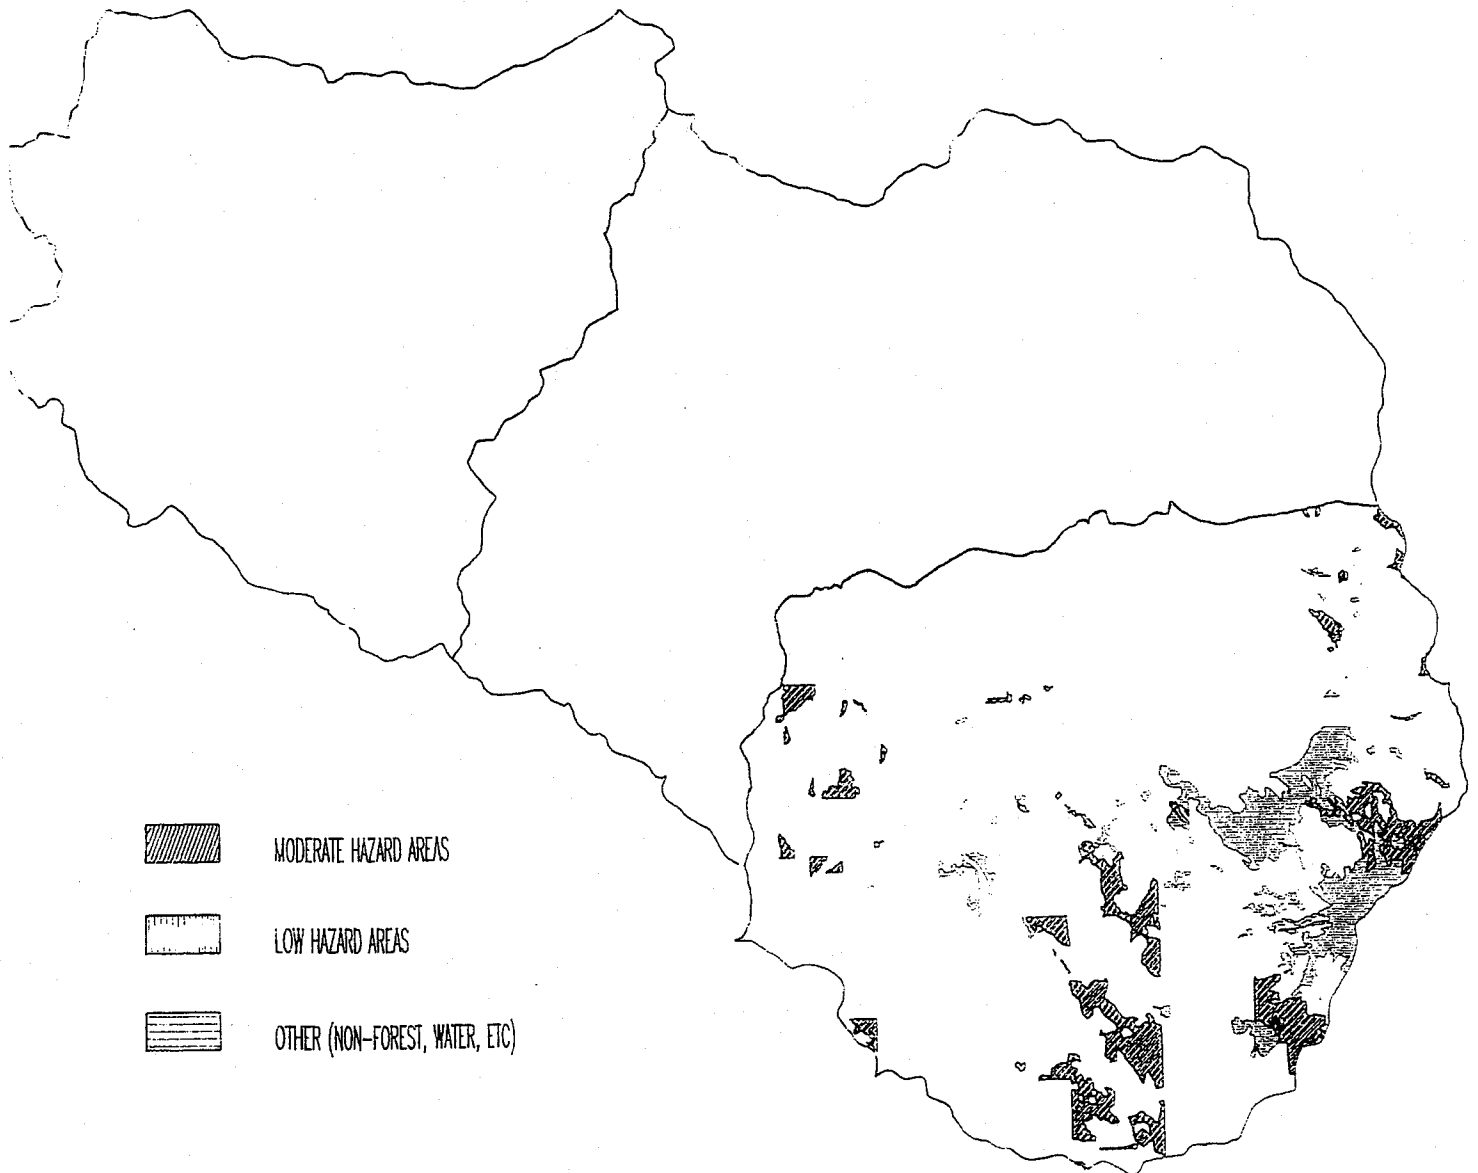 MODERATE HAZARD AREAS
LOW HAZARD AREAS
OTHER (NON-FOREST, WATER, ETC)